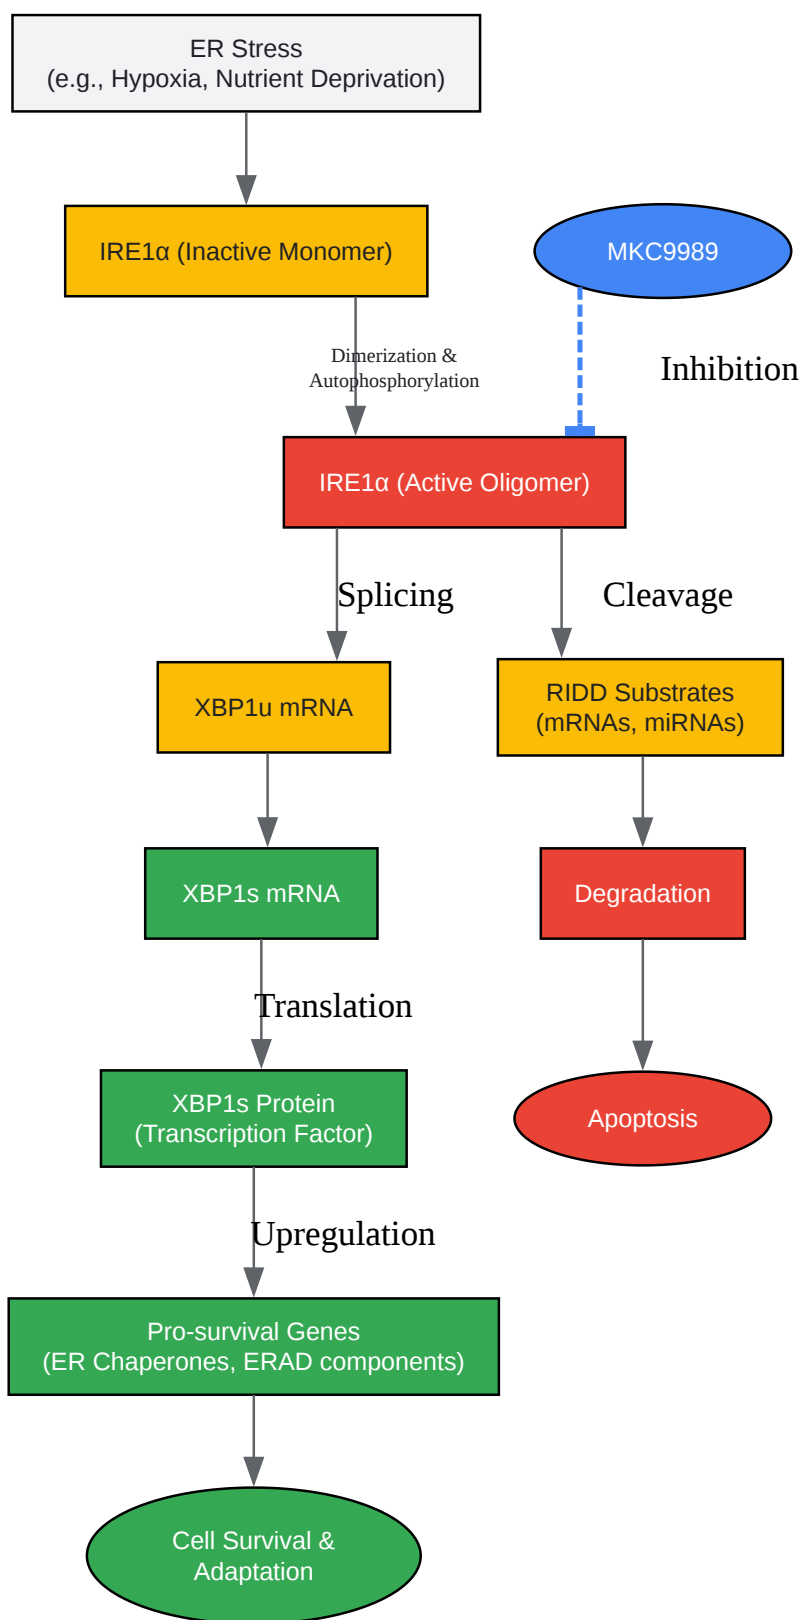 ER Stress
(e.g., Hypoxia, Nutrient Deprivation)
IRE1α (Inactive Monomer)
MKC9989
Dimerization &
Autophosphorylation
Inhibition
IRE1α (Active Oligomer)
Splicing
Cleavage
XBP1u mRNA
RIDD Substrates
(mRNAs, miRNAs)
XBP1s mRNA
Degradation
Translation
XBP1s Protein
(Transcription Factor)
Apoptosis
Upregulation
Pro-survival Genes
(ER Chaperones, ERAD components)
Cell Survival &
Adaptation